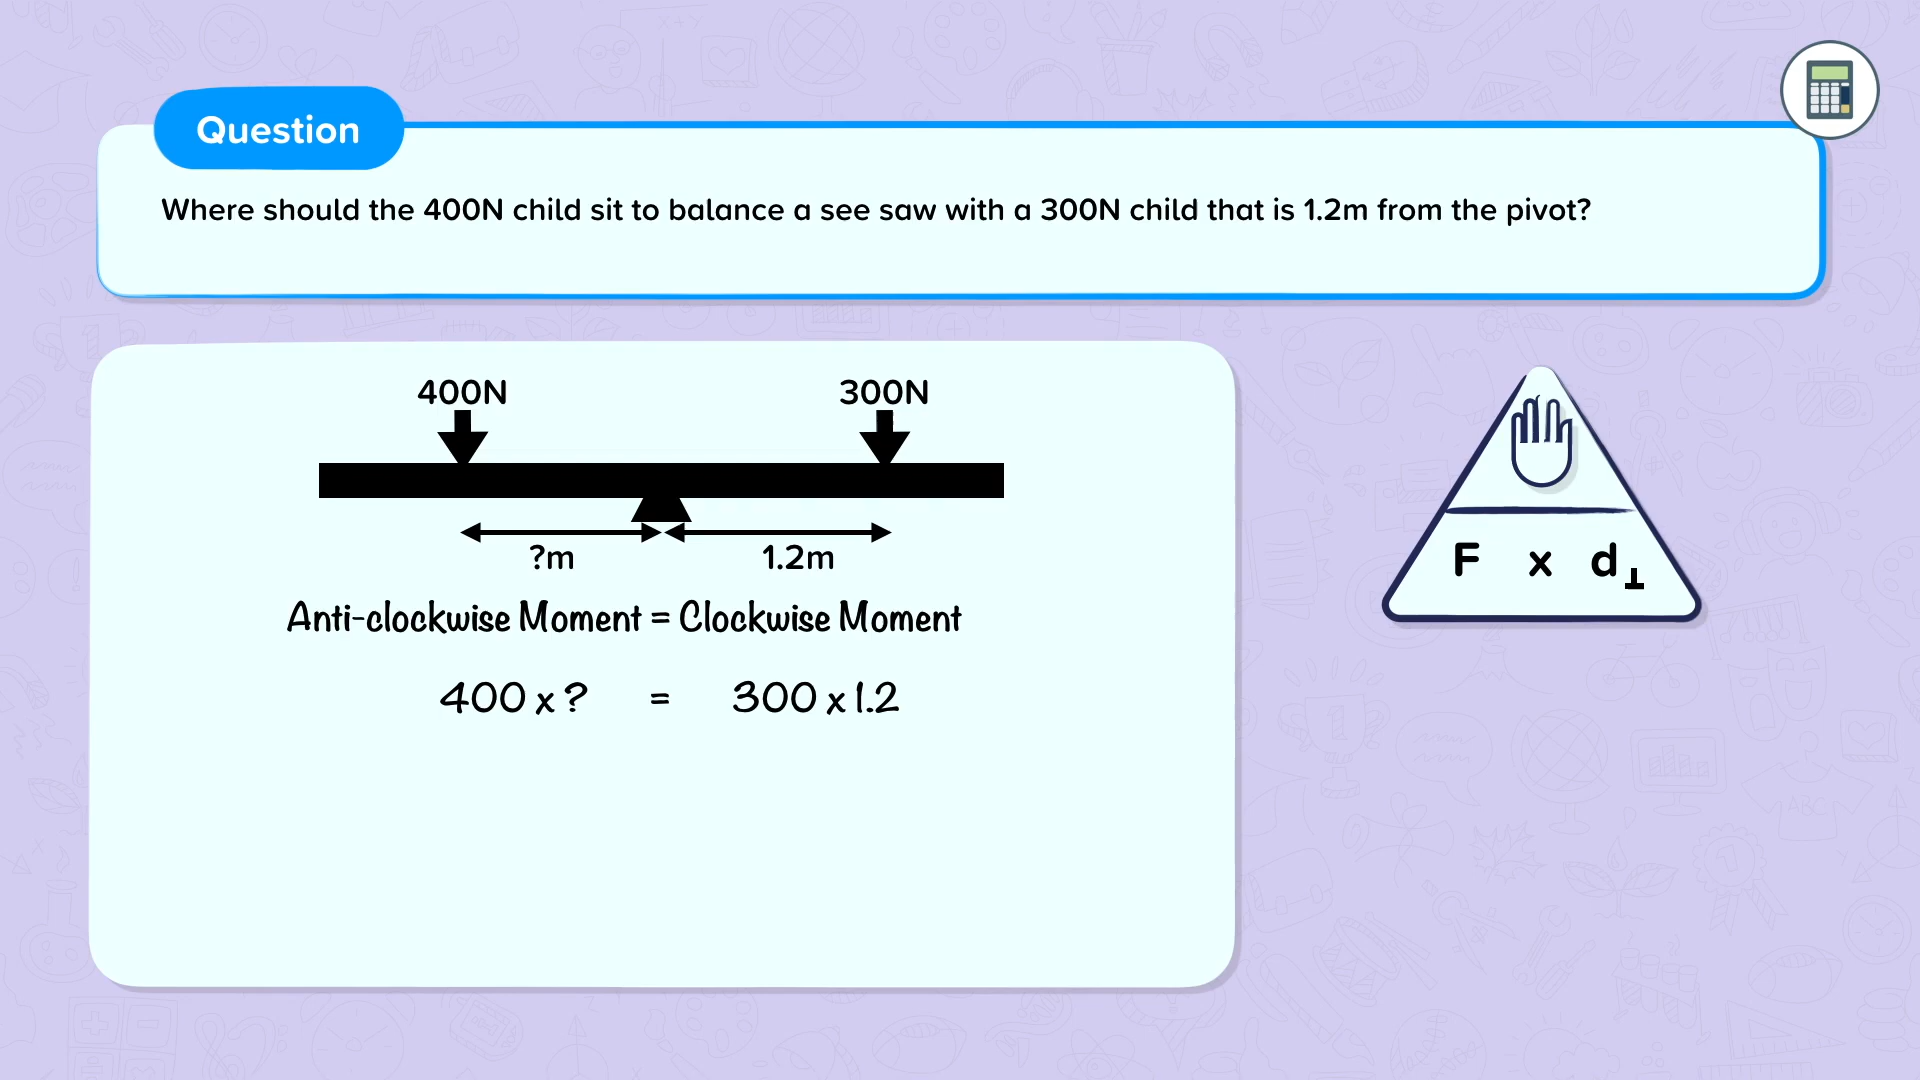 Question
Where should the 400N child sit to balance a see saw with a 300N child that is 1.2m from the pivot?
400N 300N
?m 1.2m
Anti-clockwise Moment = Clockwise Moment
400 x ? = 300 x 1.2
F x d⊥